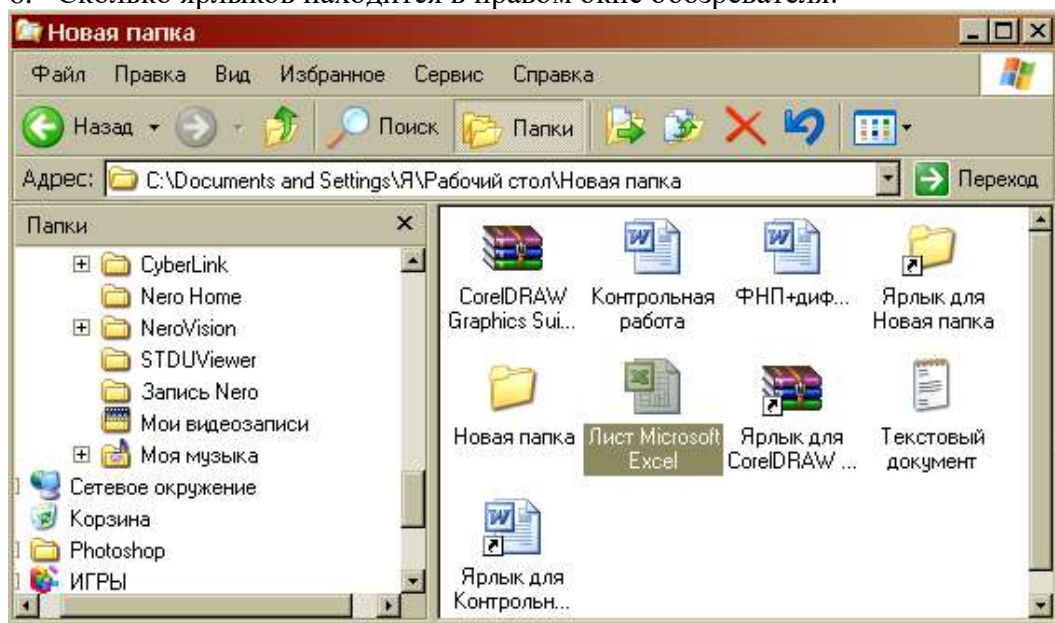 6. Сколько ярлыков находится в правом окне обозревателя.
Новая папка
Файл Правка Вид Избранное Сервис Справка
Назад Поиск Папки
Адрес: C:\Documents and Settings\Я\Рабочий стол\Новая папка Переход
Папки
CyberLink
Nero Home
NeroVision
STDUViewer
Запись Nero
Мои видеозаписи
Моя музыка
Сетевое окружение
Корзина
Photoshop
ИГРЫ
CorelDRAW
Graphics Sui...
Контрольная
работа
ФНП+диф...
Ярлык для
Новая папка
Новая папка
Лист Microsoft
Excel
Ярлык для
CorelDRAW ...
Текстовый
документ
Ярлык для
Контрольн...